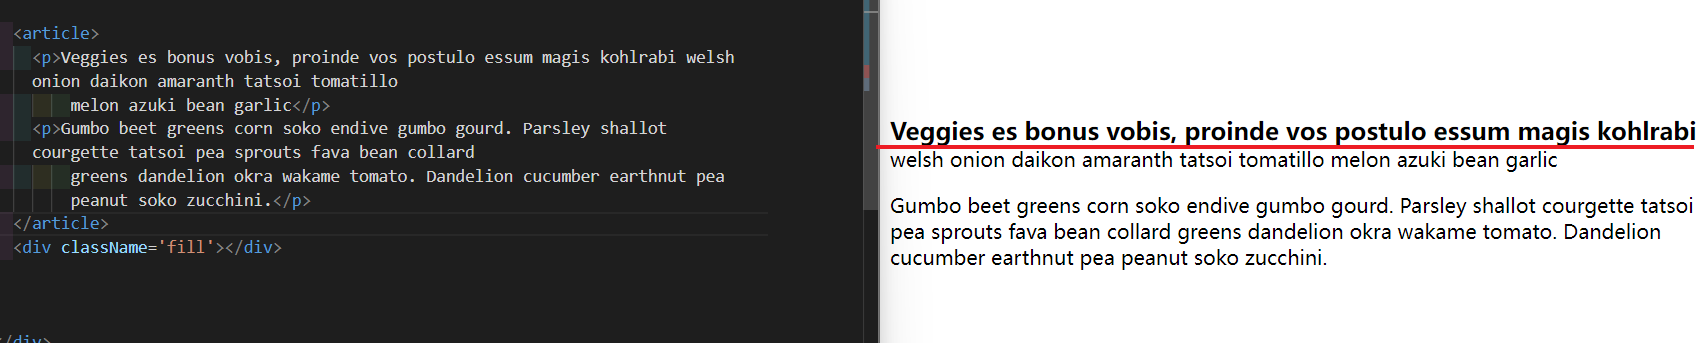 <article>
<p>Veggies es bonus vobis, proinde vos postulo essum magis kohlrabi welsh
onion daikon amaranth tatsoi tomatillo
melon azuki bean garlic</p>
<p>Gumbo beet greens corn soko endive gumbo gourd. Parsley shallot
courgette tatsoi pea sprouts fava bean collard
greens dandelion okra wakame tomato. Dandelion cucumber earthnut pea
peanut soko zucchini.</p>
</article>
<div className='fill'></div>
</div>
Veggies es bonus vobis, proinde vos postulo essum magis kohlrabi
welsh onion daikon amaranth tatsoi tomatillo melon azuki bean garlic
Gumbo beet greens corn soko endive gumbo gourd. Parsley shallot courgette tatsoi
pea sprouts fava bean collard greens dandelion okra wakame tomato. Dandelion
cucumber earthnut pea peanut soko zucchini.